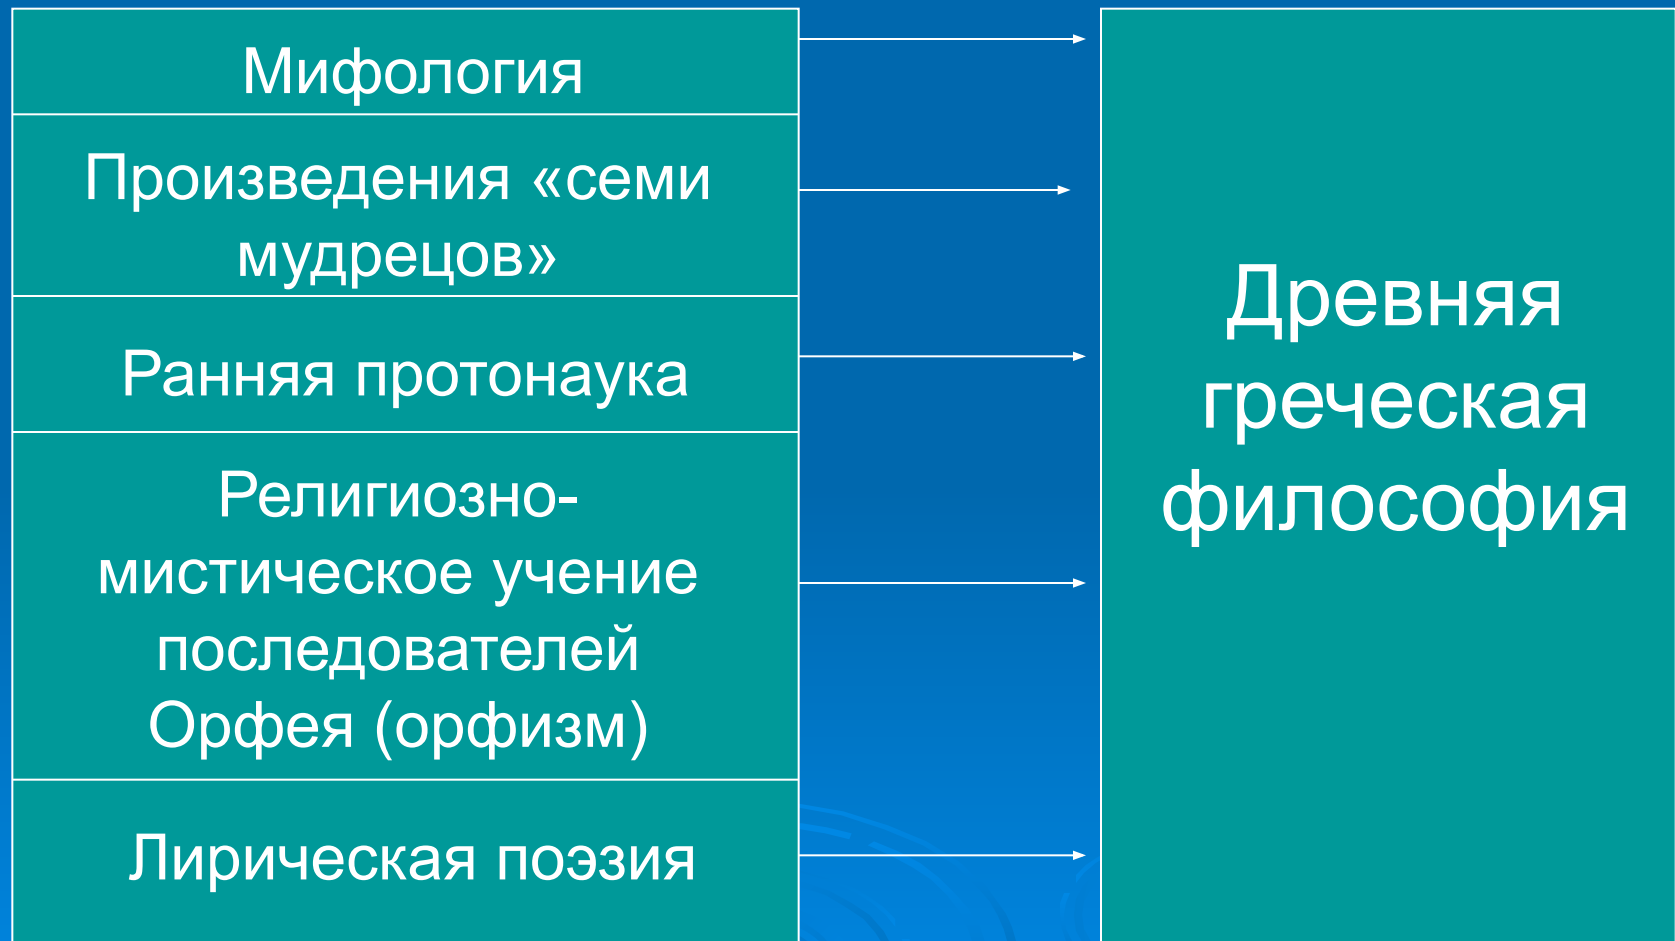 Мифология
Произведения «семи
мудрецов»
Ранняя протонаука
Религиозно-
мистическое учение
последователей
Орфея (орфизм)
Лирическая поэзия
Древняя
греческая
философия